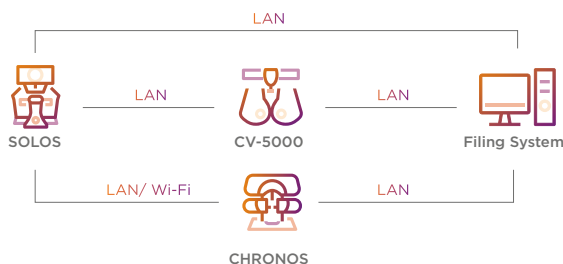 LAN
LAN
LAN
SOLOS
CV-5000
Filing System
LAN/ Wi-Fi
LAN
CHRONOS